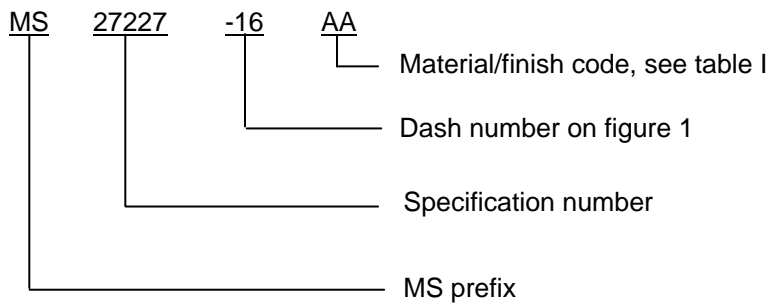 MS 27227 -16 AA
Material/finish code, see table I
Dash number on figure 1
Specification number
MS prefix